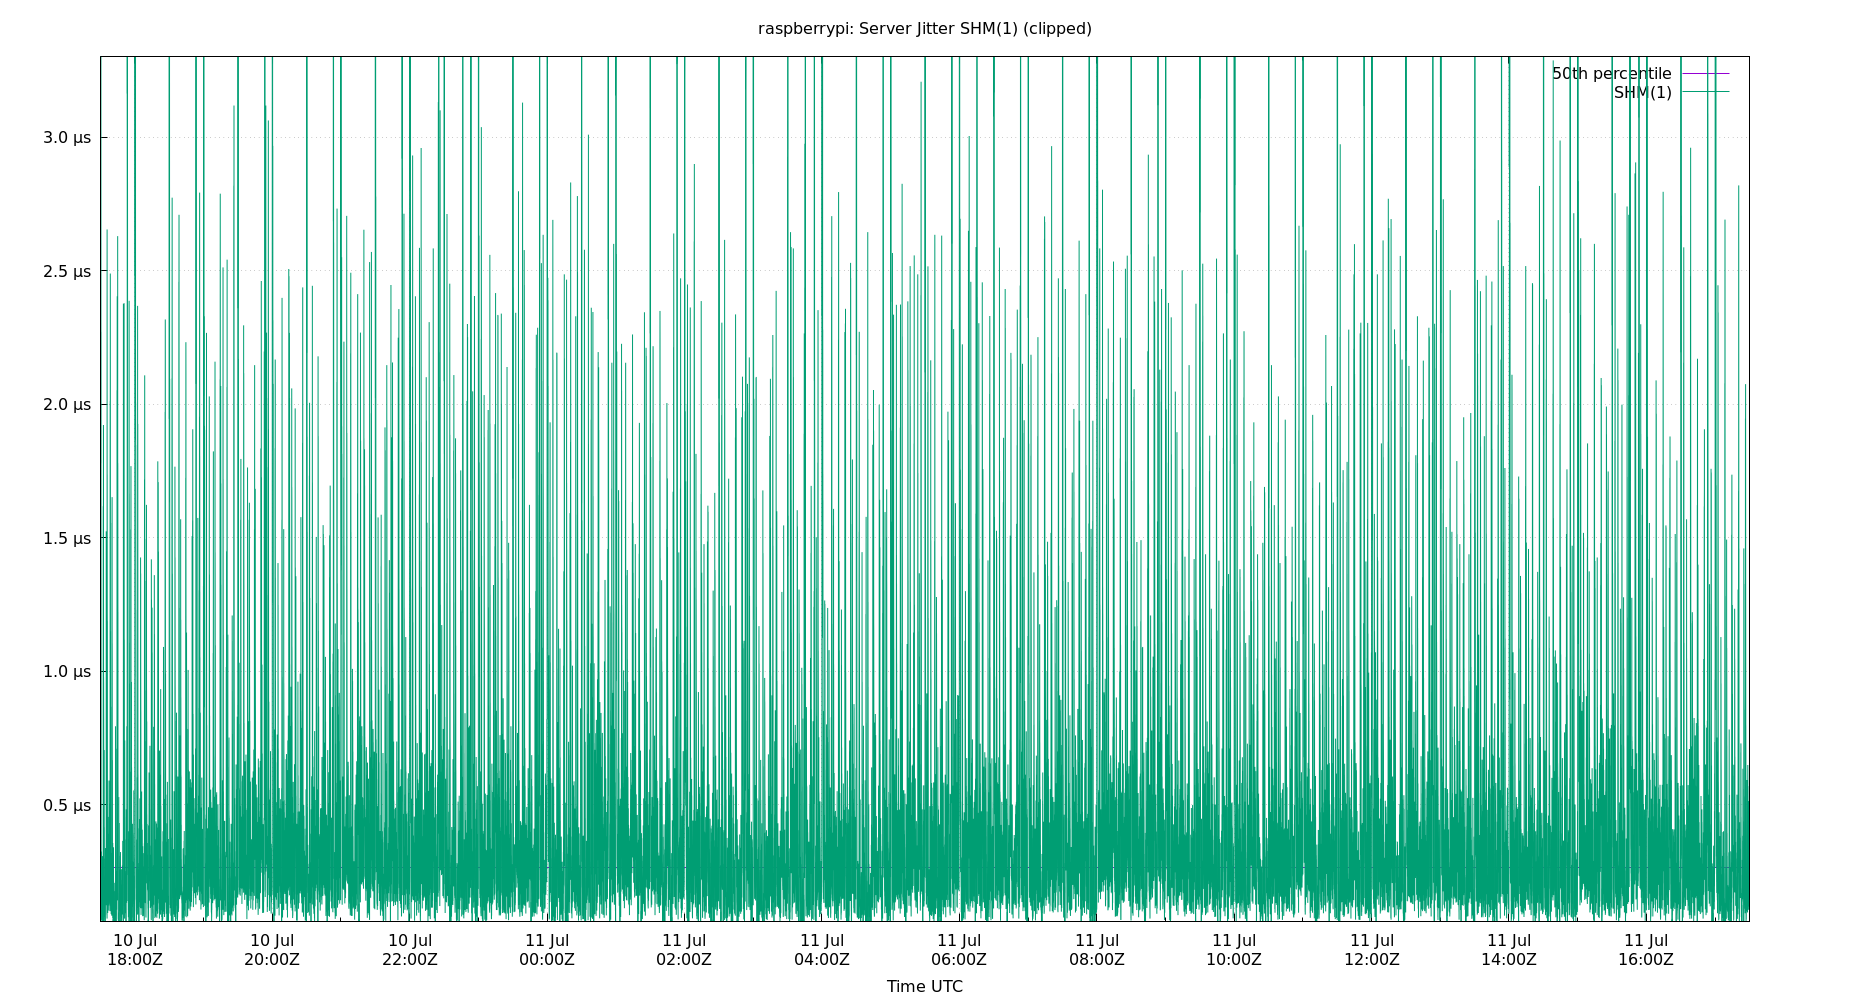 raspberrypi: Server Jitter SHM(1) (clipped)
50th percentile
SHM(1)
3.0 µs
2.5 µs
2.0 µs
1.5 µs
1.0 µs
0.5 µs
10 Jul 10 Jul 10 Jul 11 Jul 11 Jul 11 Jul 11 Jul 11 Jul 11 Jul 11 Jul 11 Jul 11 Jul
18:00Z 20:00Z 22:00Z 00:00Z 02:00Z 04:00Z 06:00Z 08:00Z 10:00Z 12:00Z 14:00Z 16:00Z
Time UTC